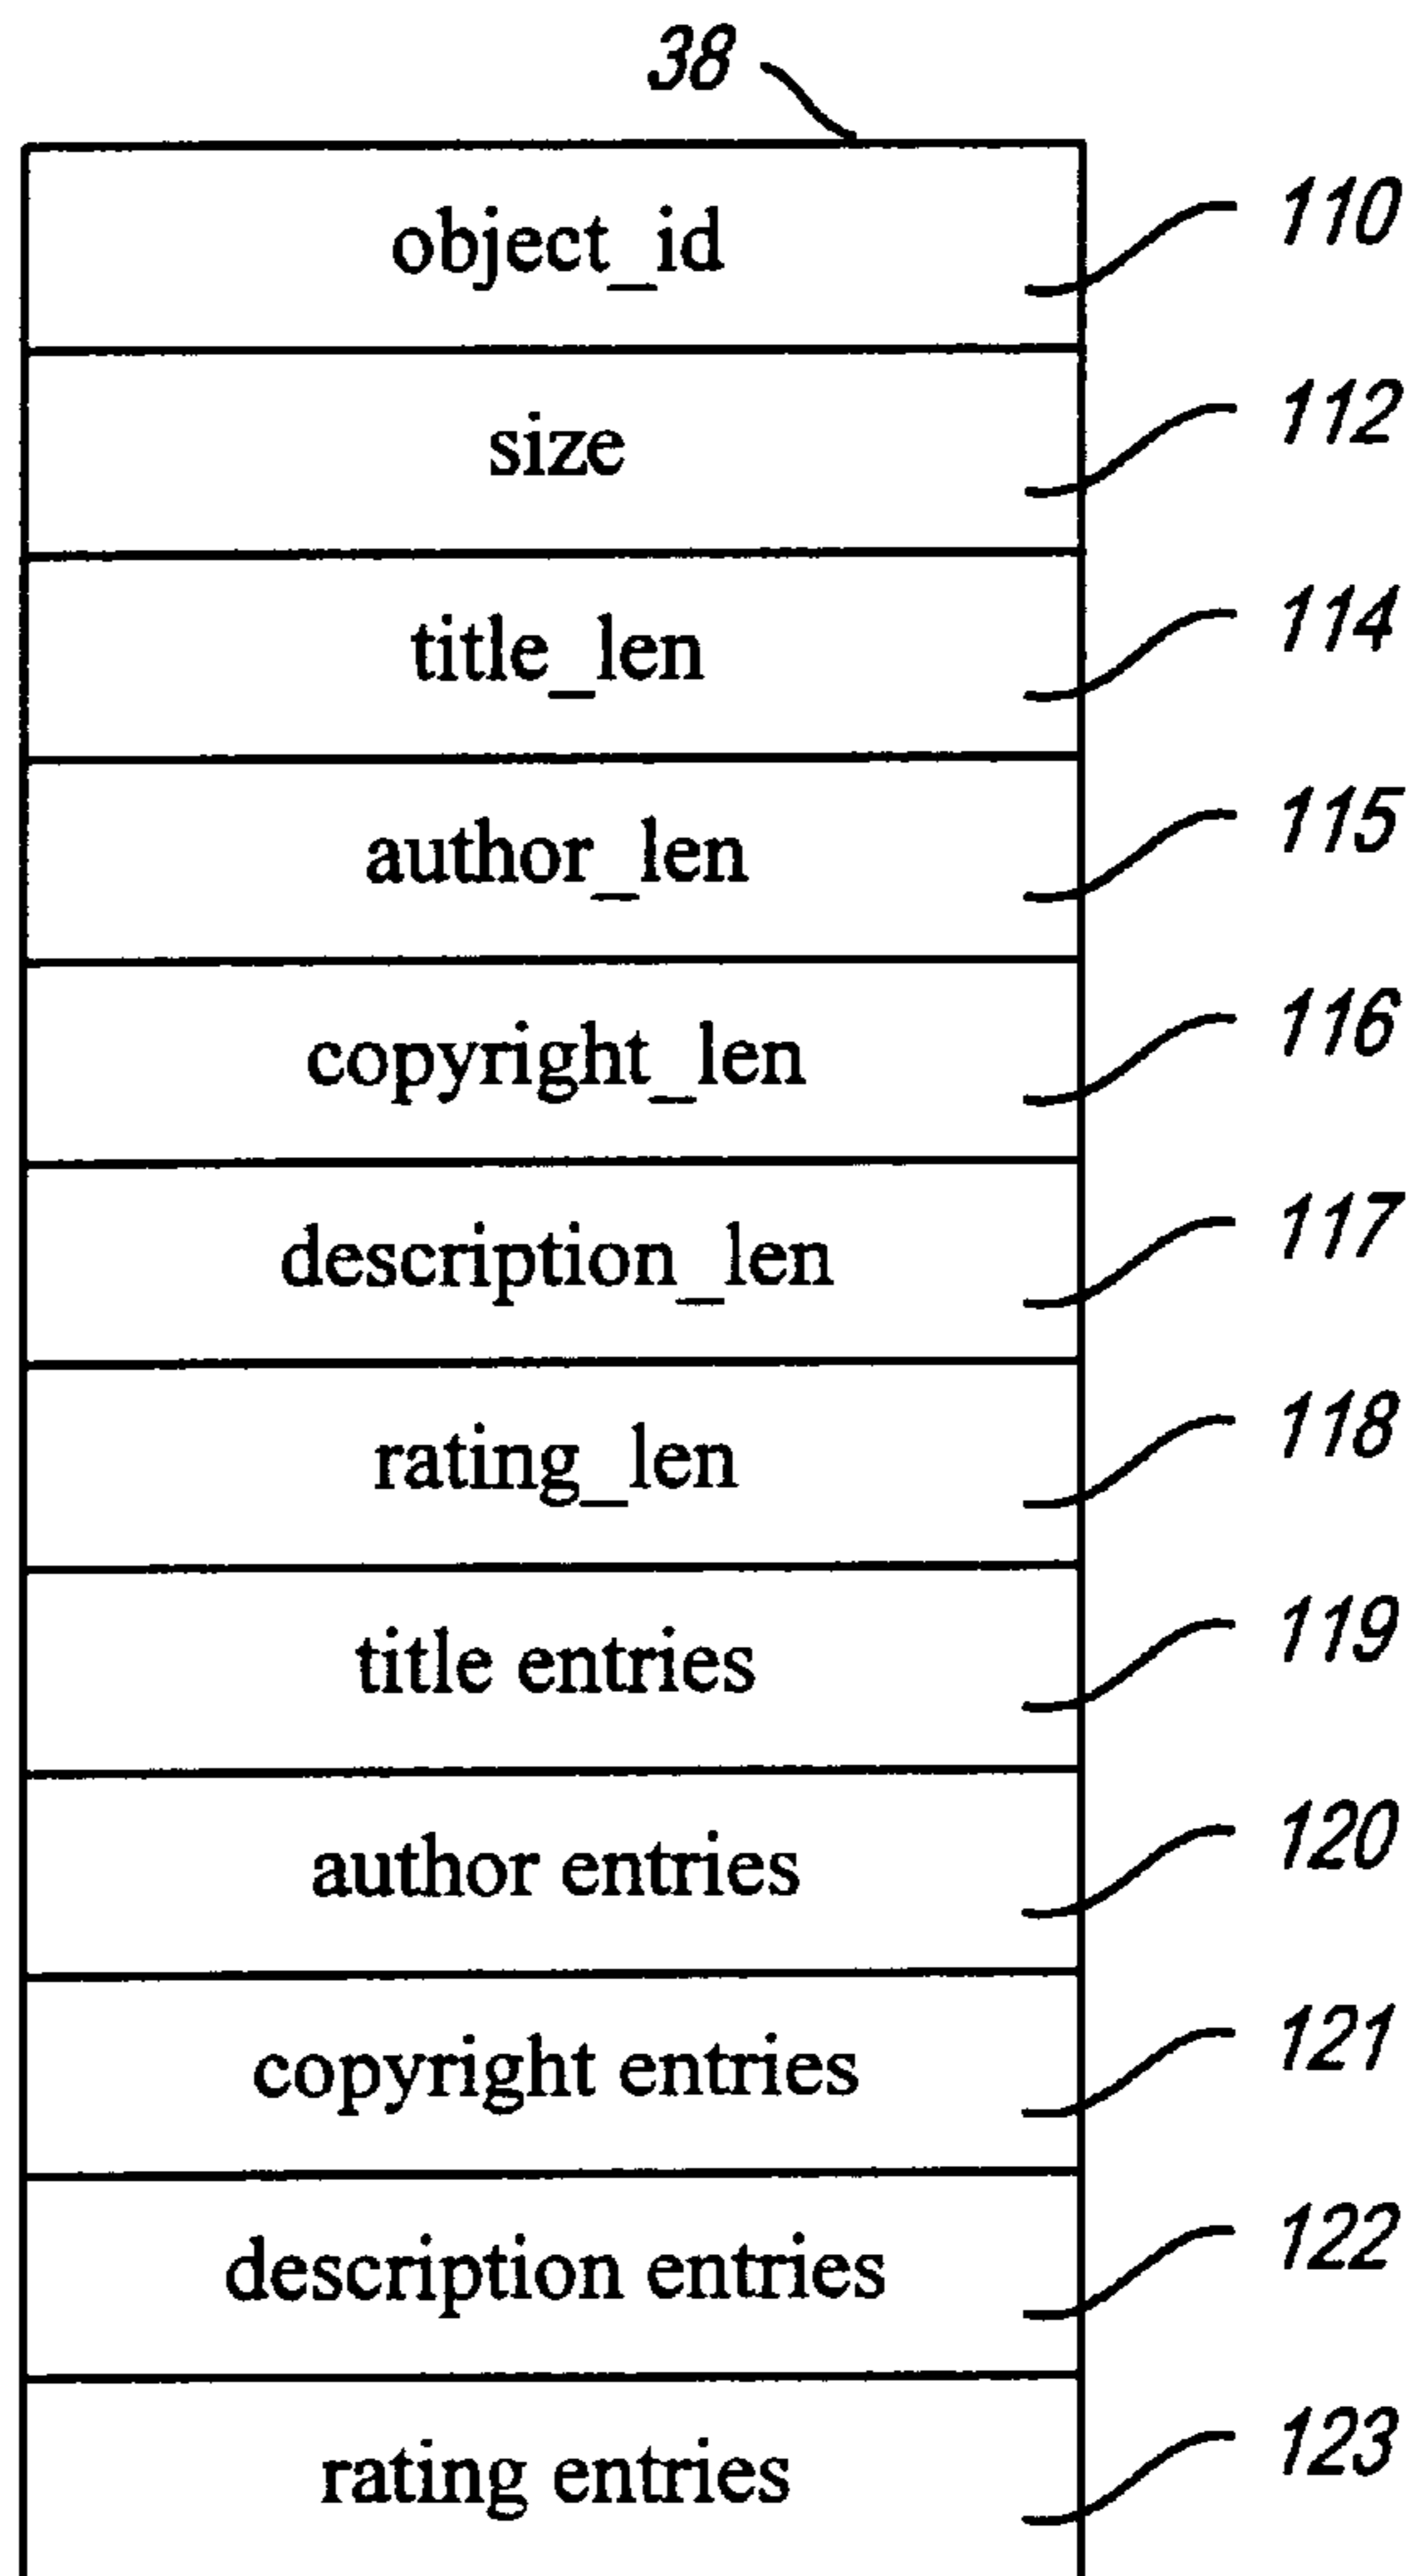 38
object_id 110
size 112
title_len 114
author_len 115
copyright_len 116
description_len 117
rating_len 118
title entries 119
author entries 120
copyright entries 121
description entries 122
rating entries 123